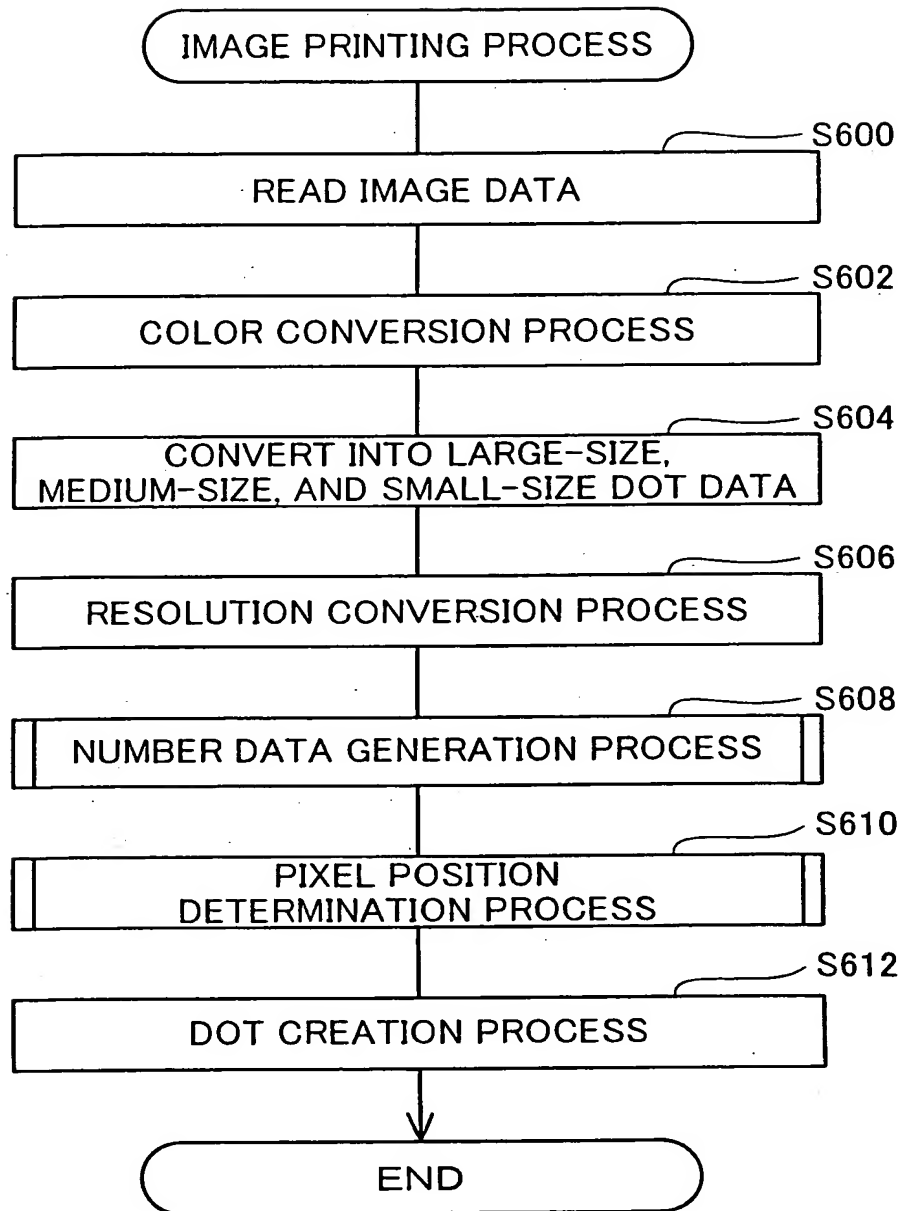 IMAGE PRINTING PROCESS
S600
READ IMAGE DATA
S602
COLOR CONVERSION PROCESS
S604
CONVERT INTO LARGE-SIZE,
MEDIUM-SIZE, AND SMALL-SIZE DOT DATA
S606
RESOLUTION CONVERSION PROCESS
S608
NUMBER DATA GENERATION PROCESS
S610
PIXEL POSITION
DETERMINATION PROCESS
S612
DOT CREATION PROCESS
END